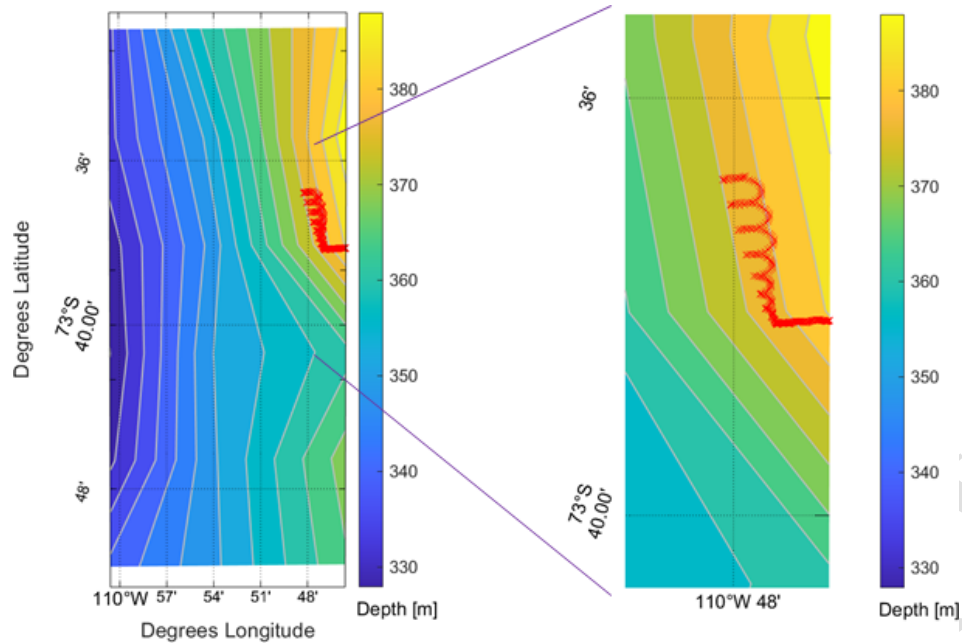 380
370
360
350
340
330
Depth [m]
36'
73°S
40.00'
48'
110°W 57' 54' 51' 48'
Degrees Latitude
Degrees Longitude
36'
73°S
40.00'
110°W 48'
380
370
360
350
340
330
Depth [m]